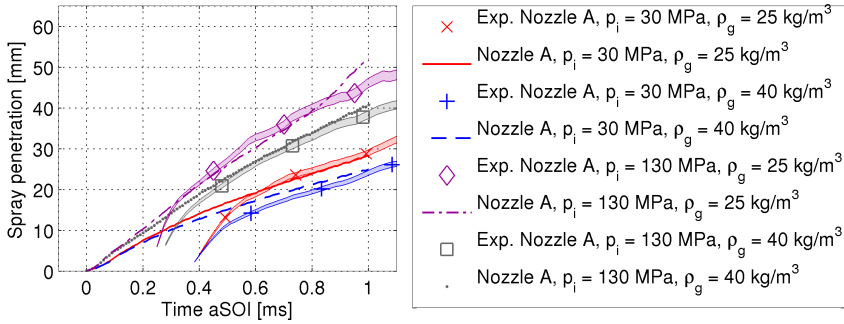 60
50
40
30
20
10
0
0 0.2 0.4 0.6 0.8 1
Spray penetration [mm]
Time aSOI [ms]
Exp. Nozzle A, pi = 30 MPa, ρg = 25 kg/m3
Nozzle A, pi = 30 MPa, ρg = 25 kg/m3
Exp. Nozzle A, pi = 30 MPa, ρg = 40 kg/m3
Nozzle A, pi = 30 MPa, ρg = 40 kg/m3
Exp. Nozzle A, pi = 130 MPa, ρg = 25 kg/m3
Nozzle A, pi = 130 MPa, ρg = 25 kg/m3
Exp. Nozzle A, pi = 130 MPa, ρg = 40 kg/m3
Nozzle A, pi = 130 MPa, ρg = 40 kg/m3